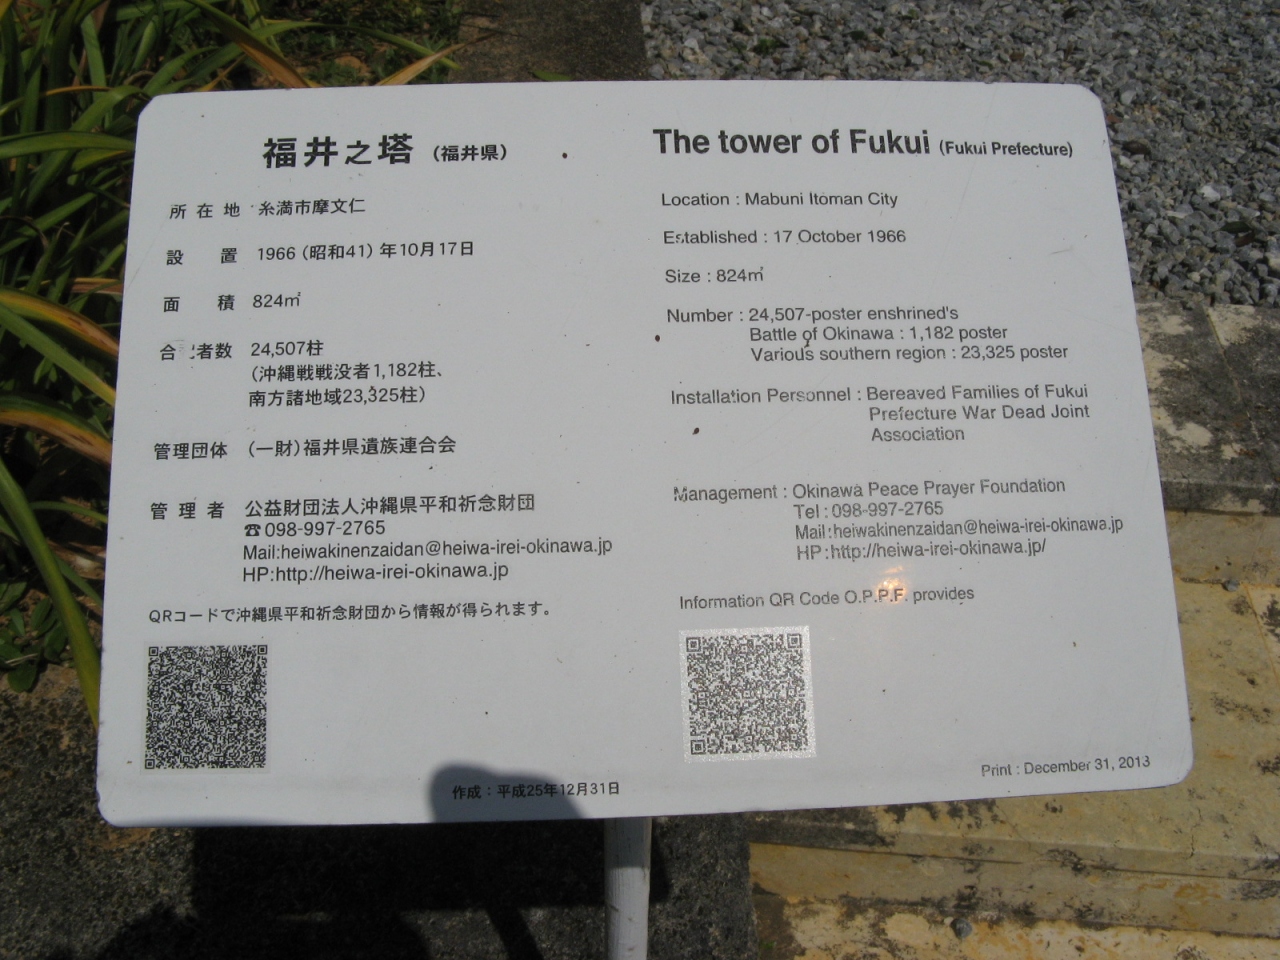 福井之塔 (福井県)
所在地 糸満市摩文仁
設置 1966 (昭和41) 年10月17日
面積 824㎡
合 者数 24,507柱
(沖縄戦戦没者1,182柱、
南方諸地域23,325柱)
管理団体 (一財)福井県遺族連合会
管理者 公益財団法人沖縄県平和祈念財団
☎098-997-2765
Mail:heiwakinenzaidan@heiwa-irei-okinawa.jp
HP:http://heiwa-irei-okinawa.jp
QRコードで沖縄県平和祈念財団から情報が得られます。
作成：平成25年12月31日
The tower of Fukui (Fukui Prefecture)
Location : Mabuni Itoman City
Established : 17 October 1966
Size : 824㎡
Number : 24,507-poster enshrined's
Battle of Okinawa : 1,182 poster
Various southern region : 23,325 poster
Installation Personnel : Bereaved Families of Fukui
Prefecture War Dead Joint
Association
Management : Okinawa Peace Prayer Foundation
Tel : 098-997-2765
Mail:heiwakinenzaidan@heiwa-irei-okinawa.jp
HP:http://heiwa-irei-okinawa.jp/
Information QR Code O.P.P.F. provides
Print : December 31, 2013